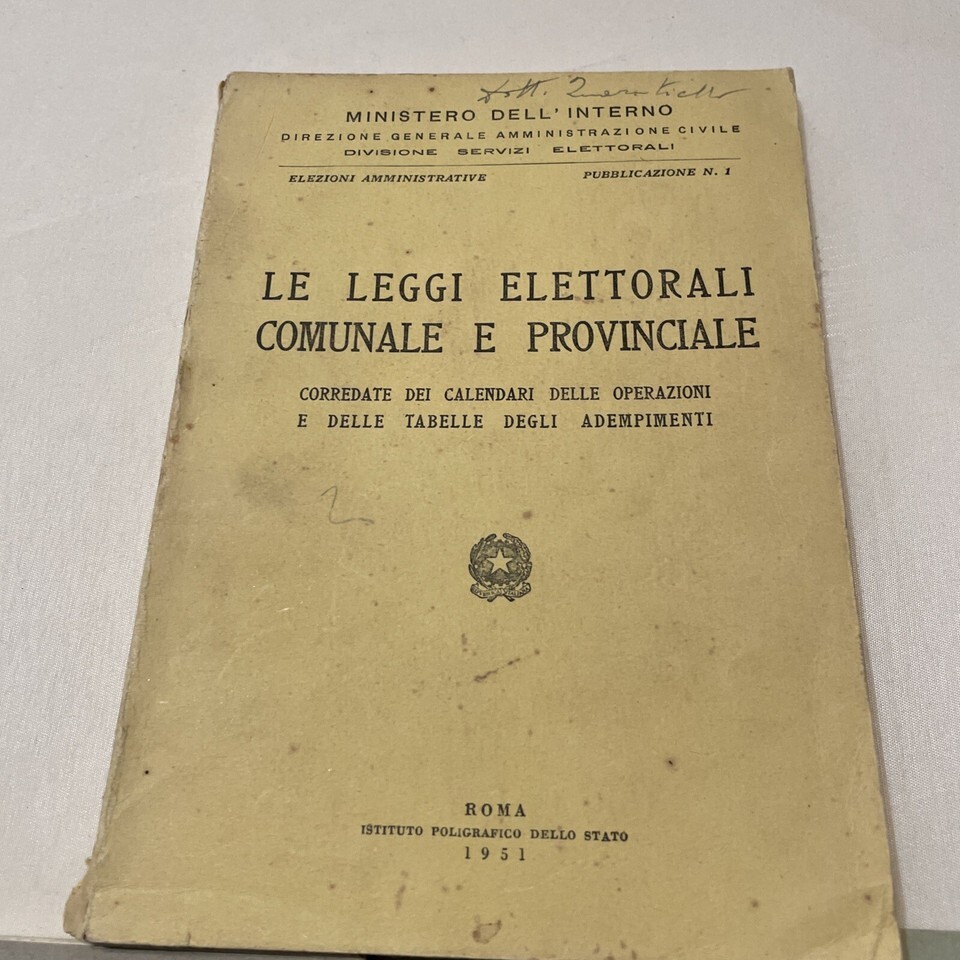 Dott.
MINISTERO DELL'INTERNO
DIREZIONE GENERALE AMMINISTRAZIONE CIVILE
DIVISIONE SERVIZI ELETTORALI
ELEZIONI AMMINISTRATIVE PUBBLICAZIONE N. 1
LE LEGGI ELETTORALI
COMUNALE E PROVINCIALE
CORREDATE DEI CALENDARI DELLE OPERAZIONI
E DELLE TABELLE DEGLI ADEMPIMENTI
ROMA
ISTITUTO POLIGRAFICO DELLO STATO
1951